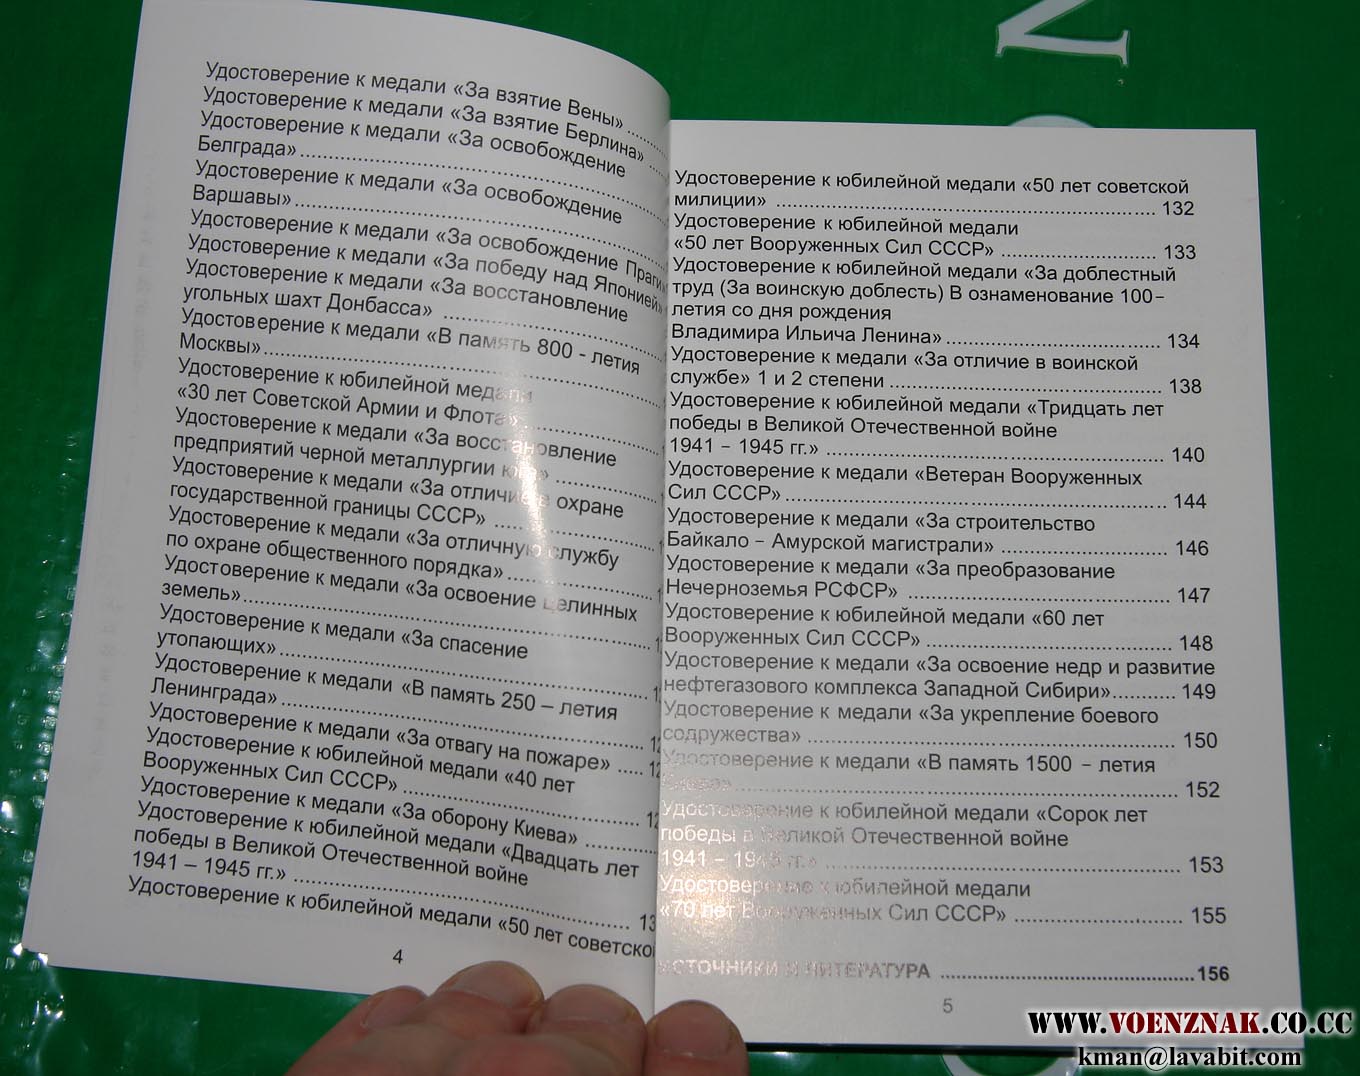 Удостоверение к медали «За взятие Вены» ......
Удостоверение к медали «За взятие Берлина» ..
Удостоверение к медали «За освобождение
Белграда» ..........................................................
Удостоверение к медали «За освобождение
Варшавы» ..........................................................
Удостоверение к медали «За освобождение Праги»
Удостоверение к медали «За победу над Японией»
Удостоверение к медали «За восстановление
угольных шахт Донбасса» ..................................
Удостоверение к медали «В память 800 - летия
Москвы» ............................................................
Удостоверение к юбилейной медали
«30 лет Советской Армии и Флота» ....................
Удостоверение к медали «За восстановление
предприятий черной металлургии юга» ................
Удостоверение к медали «За отличие в охране
государственной границы СССР» ........................
Удостоверение к медали «За отличную службу
по охране общественного порядка» ......................
Удостоверение к медали «За освоение целинных
земель» ..............................................................
Удостоверение к медали «За спасение
утопающих» ........................................................
Удостоверение к медали «В память 250 – летия
Ленинграда» ........................................................
Удостоверение к медали «За отвагу на пожаре» .....
Удостоверение к юбилейной медали «40 лет
Вооруженных Сил СССР» ....................................
Удостоверение к медали «За оборону Киева» ..........
Удостоверение к юбилейной медали «Двадцать лет
победы в Великой Отечественной войне
1941 – 1945 гг.» ..................................................
Удостоверение к юбилейной медали «50 лет
4
Удостоверение к юбилейной медали «50 лет советской
милиции» .......................................................... 132
Удостоверение к юбилейной медали
«50 лет Вооруженных Сил СССР» ........................ 133
Удостоверение к юбилейной медали «За доблестный
труд (За воинскую доблесть) В ознаменование 100–
летия со дня рождения
Владимира Ильича Ленина» .................................. 134
Удостоверение к медали «За отличие в воинской
службе» 1 и 2 степени .......................................... 138
Удостоверение к юбилейной медали «Тридцать лет
победы в Великой Отечественной войне
1941 – 1945 гг.» .................................................. 140
Удостоверение к медали «Ветеран Вооруженных
Сил СССР» ........................................................ 144
Удостоверение к медали «За строительство
Байкало – Амурской магистрали» .......................... 146
Удостоверение к медали «За преобразование
Нечерноземья РСФСР» ........................................ 147
Удостоверение к юбилейной медали «60 лет
Вооруженных Сил СССР» .................................... 148
Удостоверение к медали «За освоение недр и развитие
нефтегазового комплекса Западной Сибири» .......... 149
Удостоверение к медали «За укрепление боевого
содружества» ...................................................... 150
Удостоверение к медали «В память 1500 – летия
Киева» .............................................................. 152
Удостоверение к юбилейной медали «Сорок лет
победы в Великой Отечественной войне
1941 – 1945 гг.» .................................................. 153
Удостоверение к юбилейной медали
«70 лет Вооруженных Сил СССР» ........................ 155
ИСТОЧНИКИ И ЛИТЕРАТУРА .................................. 156
5
WWW.VOENZNAK.CO.CC
kman@lavabit.com